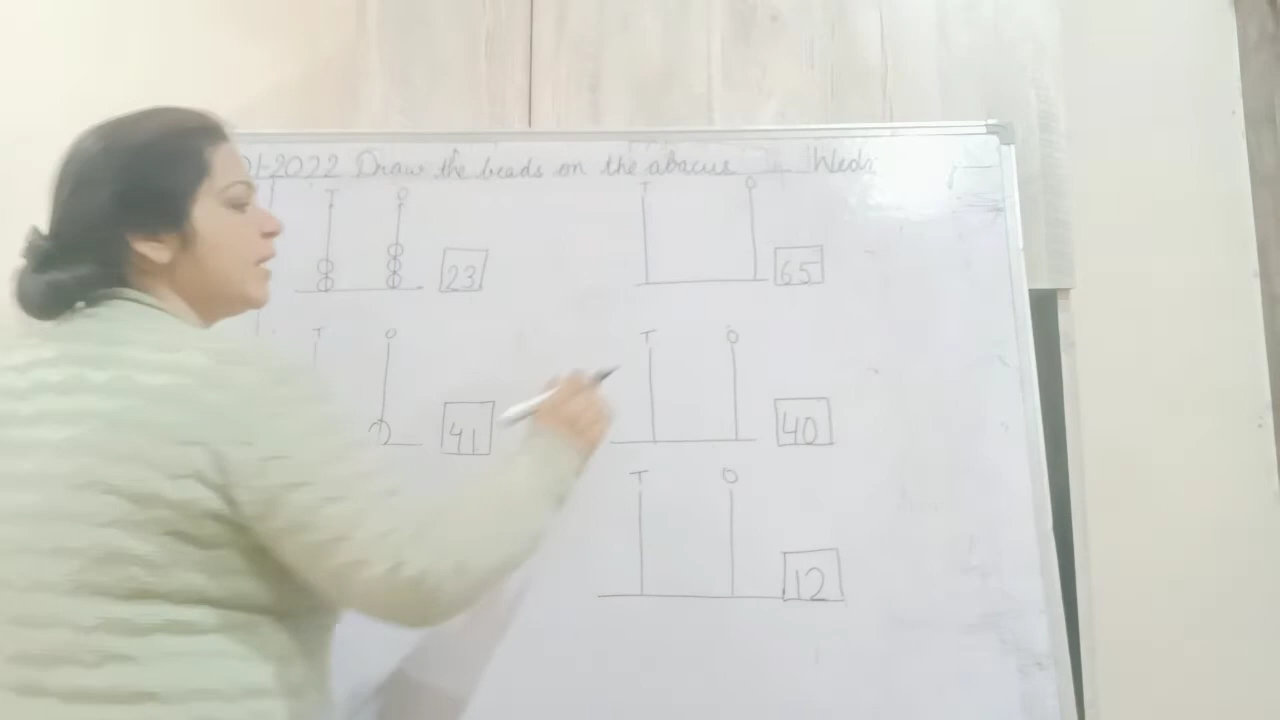 2022 Draw the beads on the abacus
T O 23
T O 65
T O 41
T O 40
T O 12